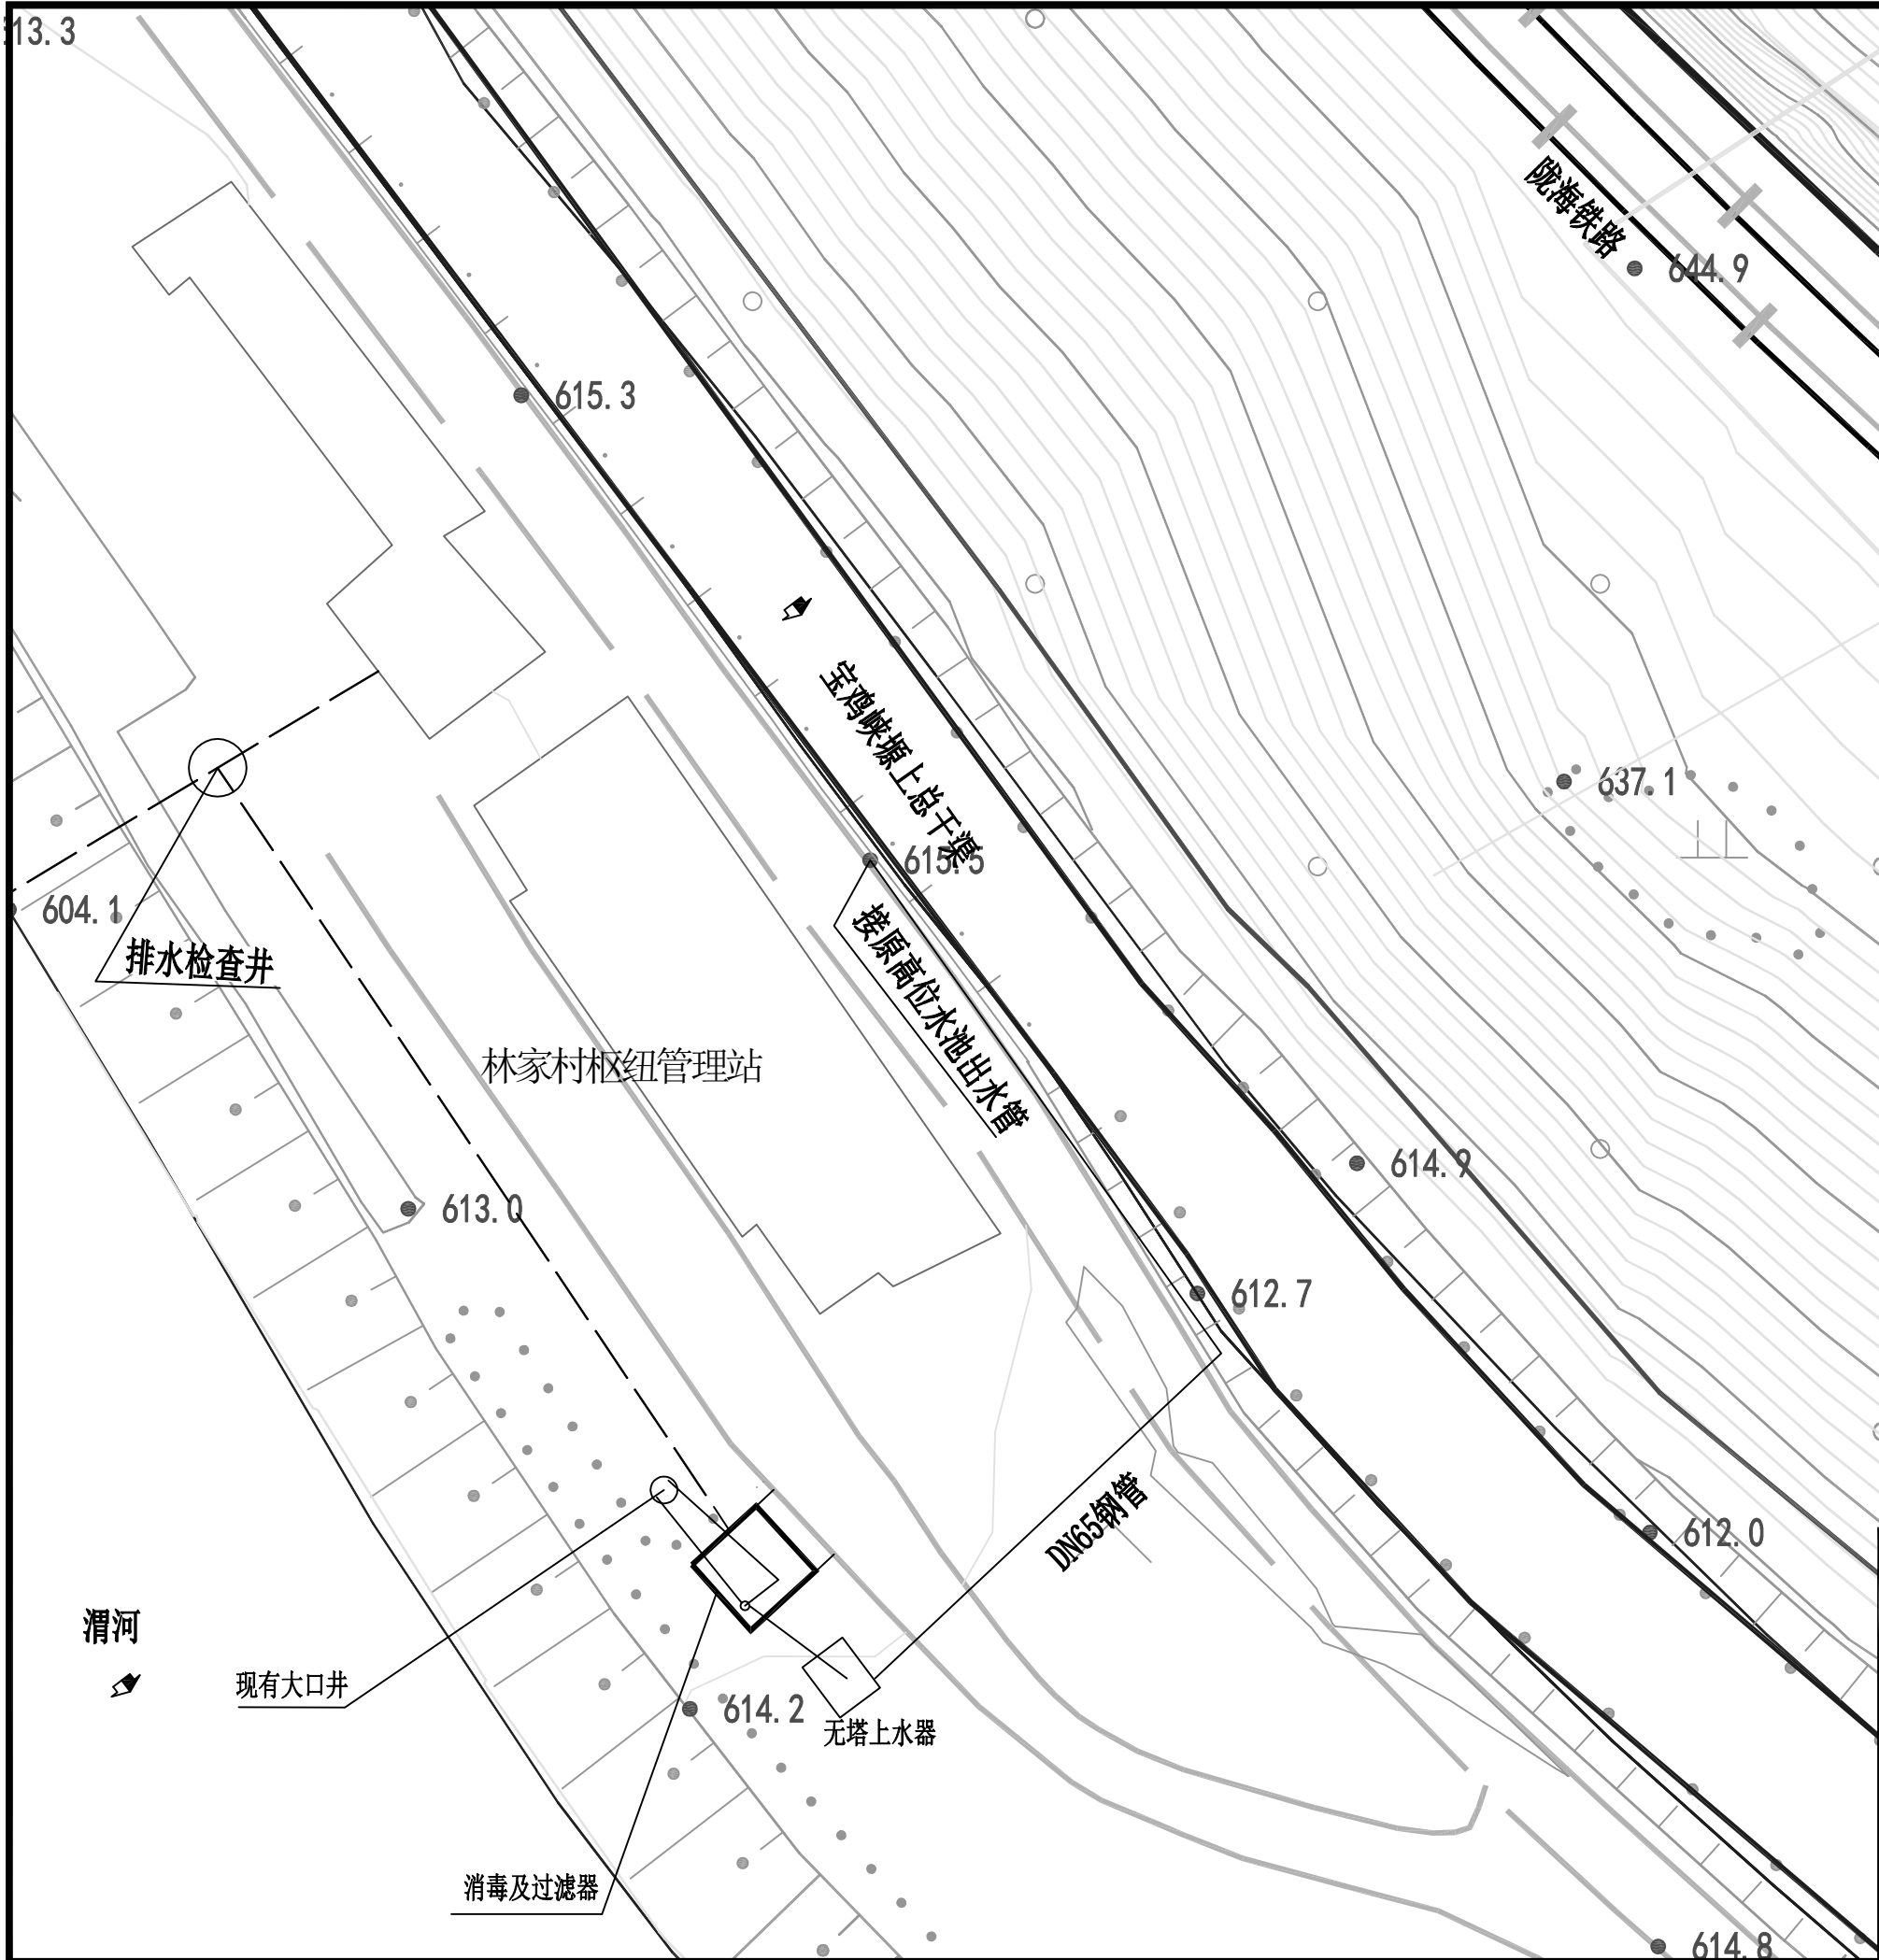 陇海铁路
644.9
615.3
宝鸡峡塬上总干渠
637.1
615.5
604.1
排水检查井
接原高位水池出水管
林家村枢纽管理站
614.9
613.0
612.7
DN65钢管
612.0
渭河
现有大口井
614.2
无塔上水器
消毒及过滤器
614.8